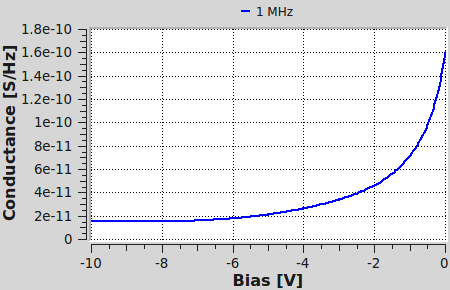 1 MHz
1.8e-10
1.6e-10
1.4e-10
1.2e-10
1e-10
8e-11
6e-11
4e-11
2e-11
0
Conductance [S/Hz]
-10 -8 -6 -4 -2 0
Bias [V]